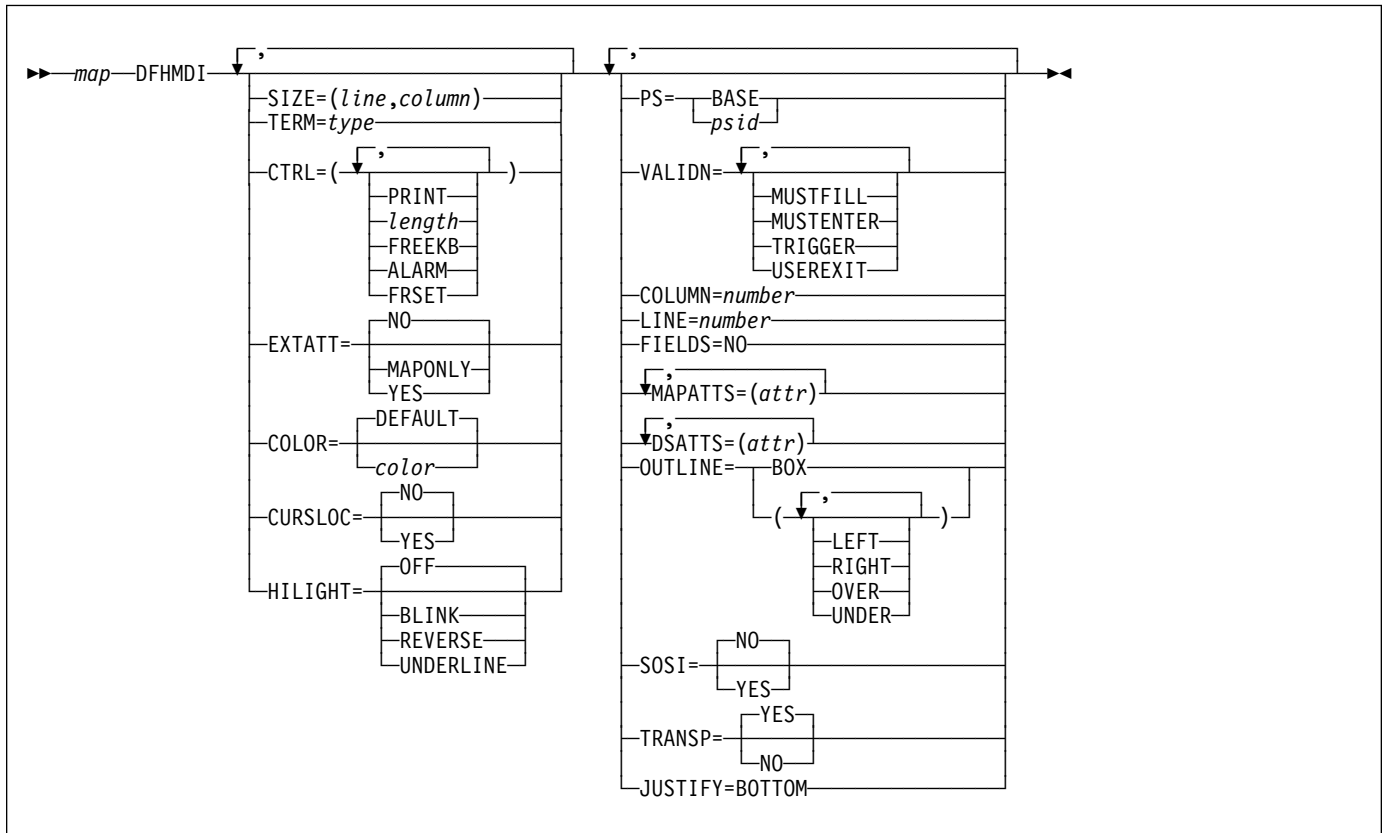 ,
map DFHMDI
SIZE=(line,column)
TERM=type
,
CTRL=( )
PRINT
length
FREEKB
ALARM
FRSET
NO
EXTATT=
MAPONLY
YES
DEFAULT
COLOR=
color
NO
CURSLOC=
YES
OFF
HILIGHT=
BLINK
REVERSE
UNDERLINE
,
PS= BASE
psid
,
VALIDN=
MUSTFILL
MUSTENTER
TRIGGER
USEREXIT
COLUMN=number
LINE=number
FIELDS=NO
,
MAPATTS=(attr)
,
DSATTS=(attr)
OUTLINE= BOX
,
( )
LEFT
RIGHT
OVER
UNDER
NO
SOSI=
YES
YES
TRANSP=
NO
JUSTIFY=BOTTOM